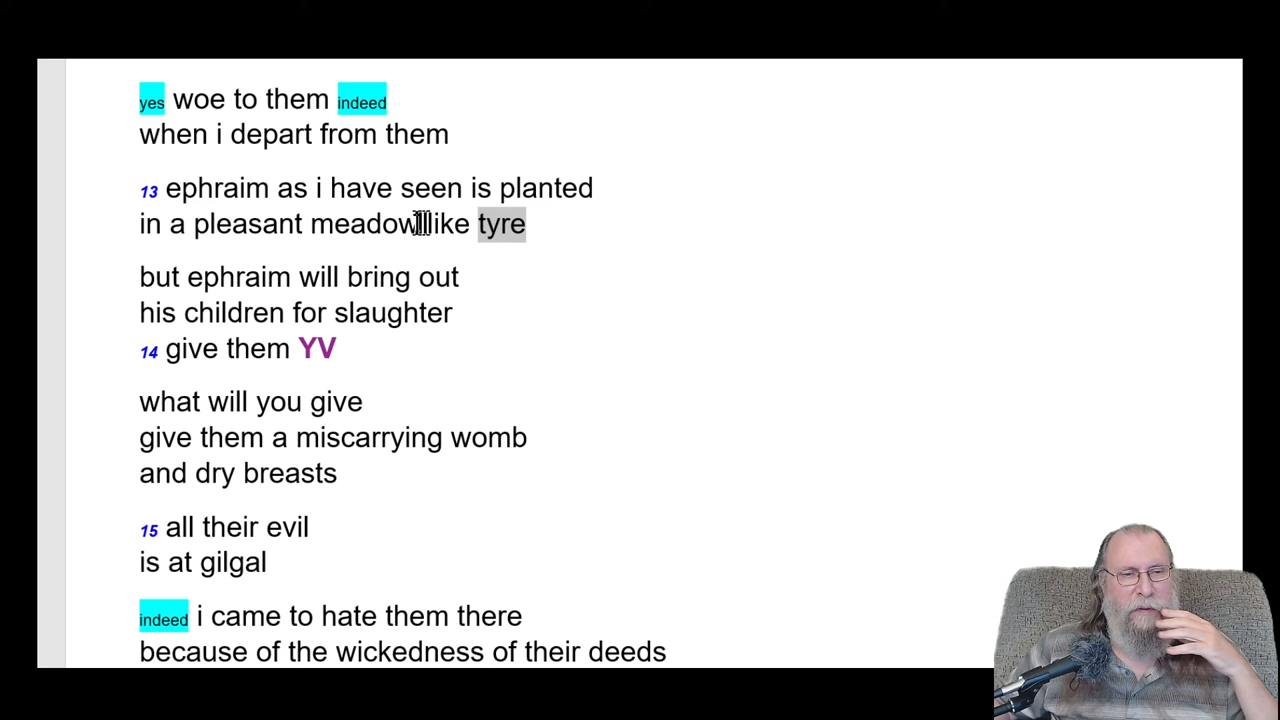 yes woe to them indeed
when i depart from them
13 ephraim as i have seen is planted
in a pleasant meadow like tyre
but ephraim will bring out
his children for slaughter
14 give them YV
what will you give
give them a miscarrying womb
and dry breasts
15 all their evil
is at gilgal
indeed i came to hate them there
because of the wickedness of their deeds